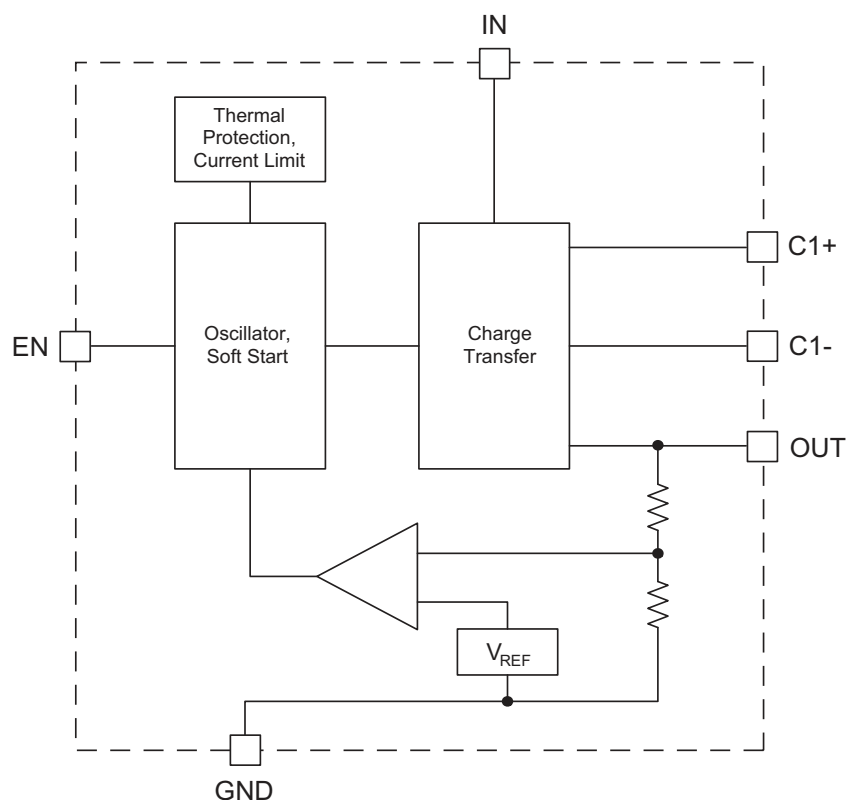 IN
Thermal
Protection,
Current Limit
C1+
EN
Oscillator,
Soft Start
Charge
Transfer
C1-
OUT
VREF
GND